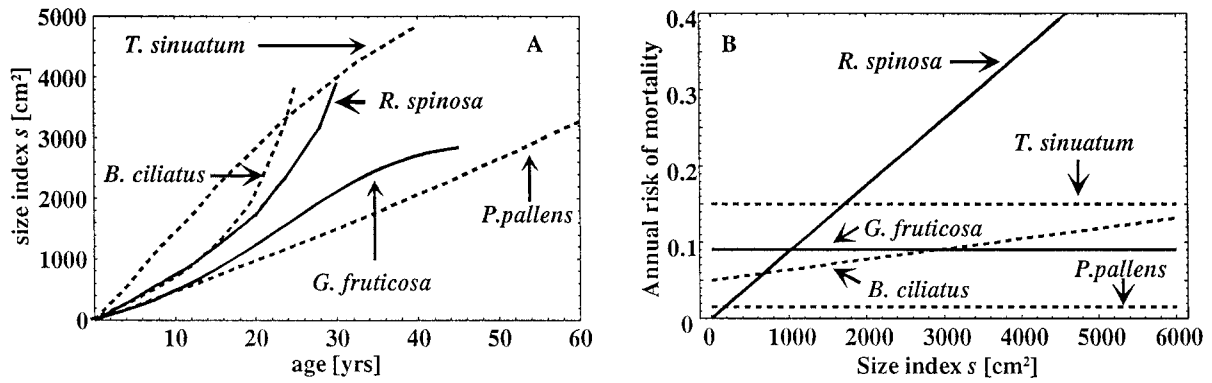 A
size index s [cm²]
5000
4000
3000
2000
1000
0
10
20
30
40
50
60
age [yrs]
T. sinuatum
R. spinosa
B. ciliatus
P.pallens
G. fruticosa
B
Annual risk of mortality
0.4
0.3
0.2
0.1
0
0
1000
2000
3000
4000
5000
6000
Size index s [cm²]
R. spinosa
T. sinuatum
G. fruticosa
P.pallens
B. ciliatus